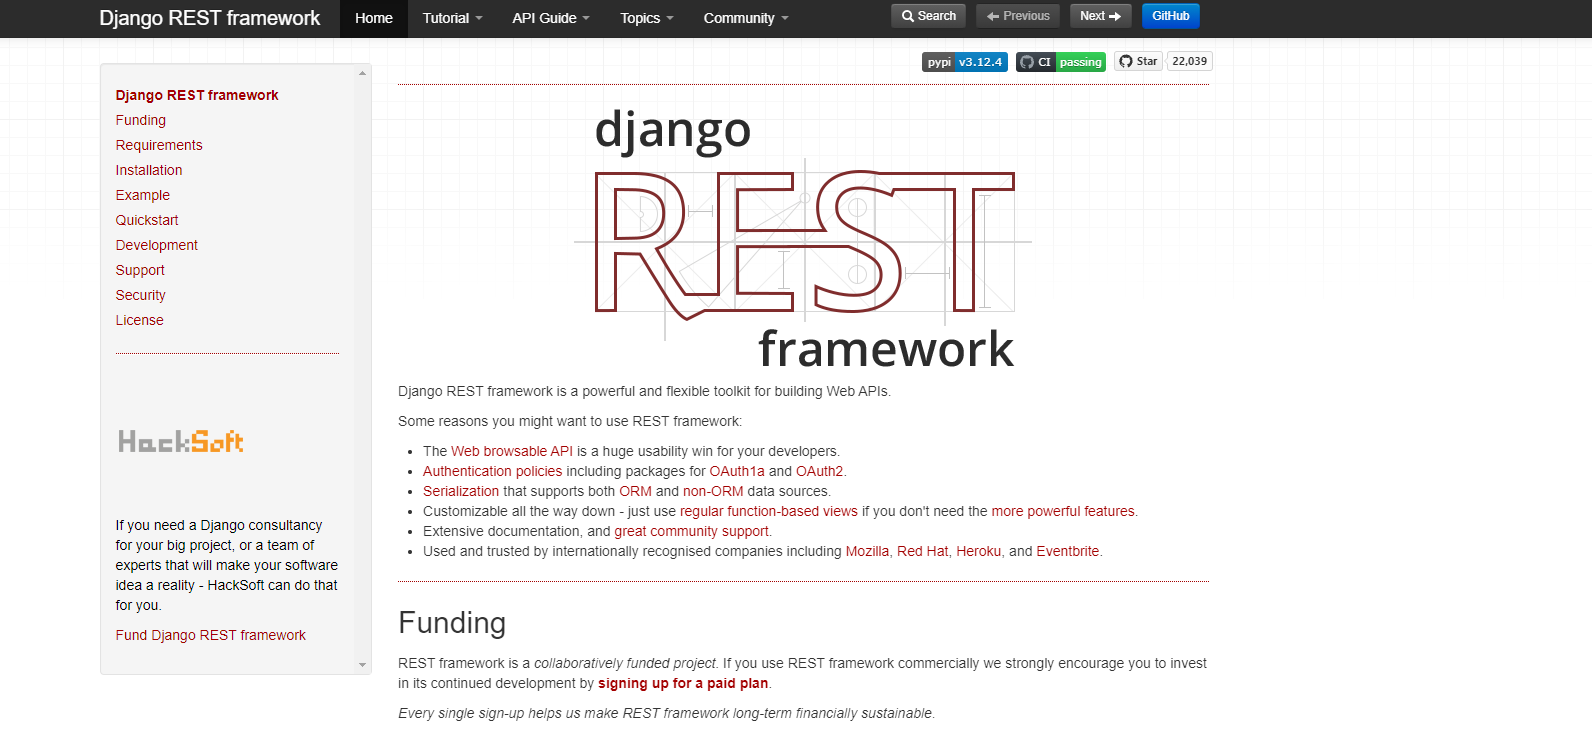 Django REST framework Home Tutorial API Guide Topics Community Search Previous Next GitHub
pypi v3.12.4 CI passing Star 22,039
Django REST framework
Funding
Requirements
Installation
Example
Quickstart
Development
Support
Security
License
HackSoft
If you need a Django consultancy
for your big project, or a team of
experts that will make your software
idea a reality - HackSoft can do that
for you.
Fund Django REST framework
django
REST
framework
Django REST framework is a powerful and flexible toolkit for building Web APIs.
Some reasons you might want to use REST framework:
• The Web browsable API is a huge usability win for your developers.
• Authentication policies including packages for OAuth1a and OAuth2.
• Serialization that supports both ORM and non-ORM data sources.
• Customizable all the way down - just use regular function-based views if you don't need the more powerful features.
• Extensive documentation, and great community support.
• Used and trusted by internationally recognised companies including Mozilla, Red Hat, Heroku, and Eventbrite.
Funding
REST framework is a collaboratively funded project. If you use REST framework commercially we strongly encourage you to invest
in its continued development by signing up for a paid plan.
Every single sign-up helps us make REST framework long-term financially sustainable.